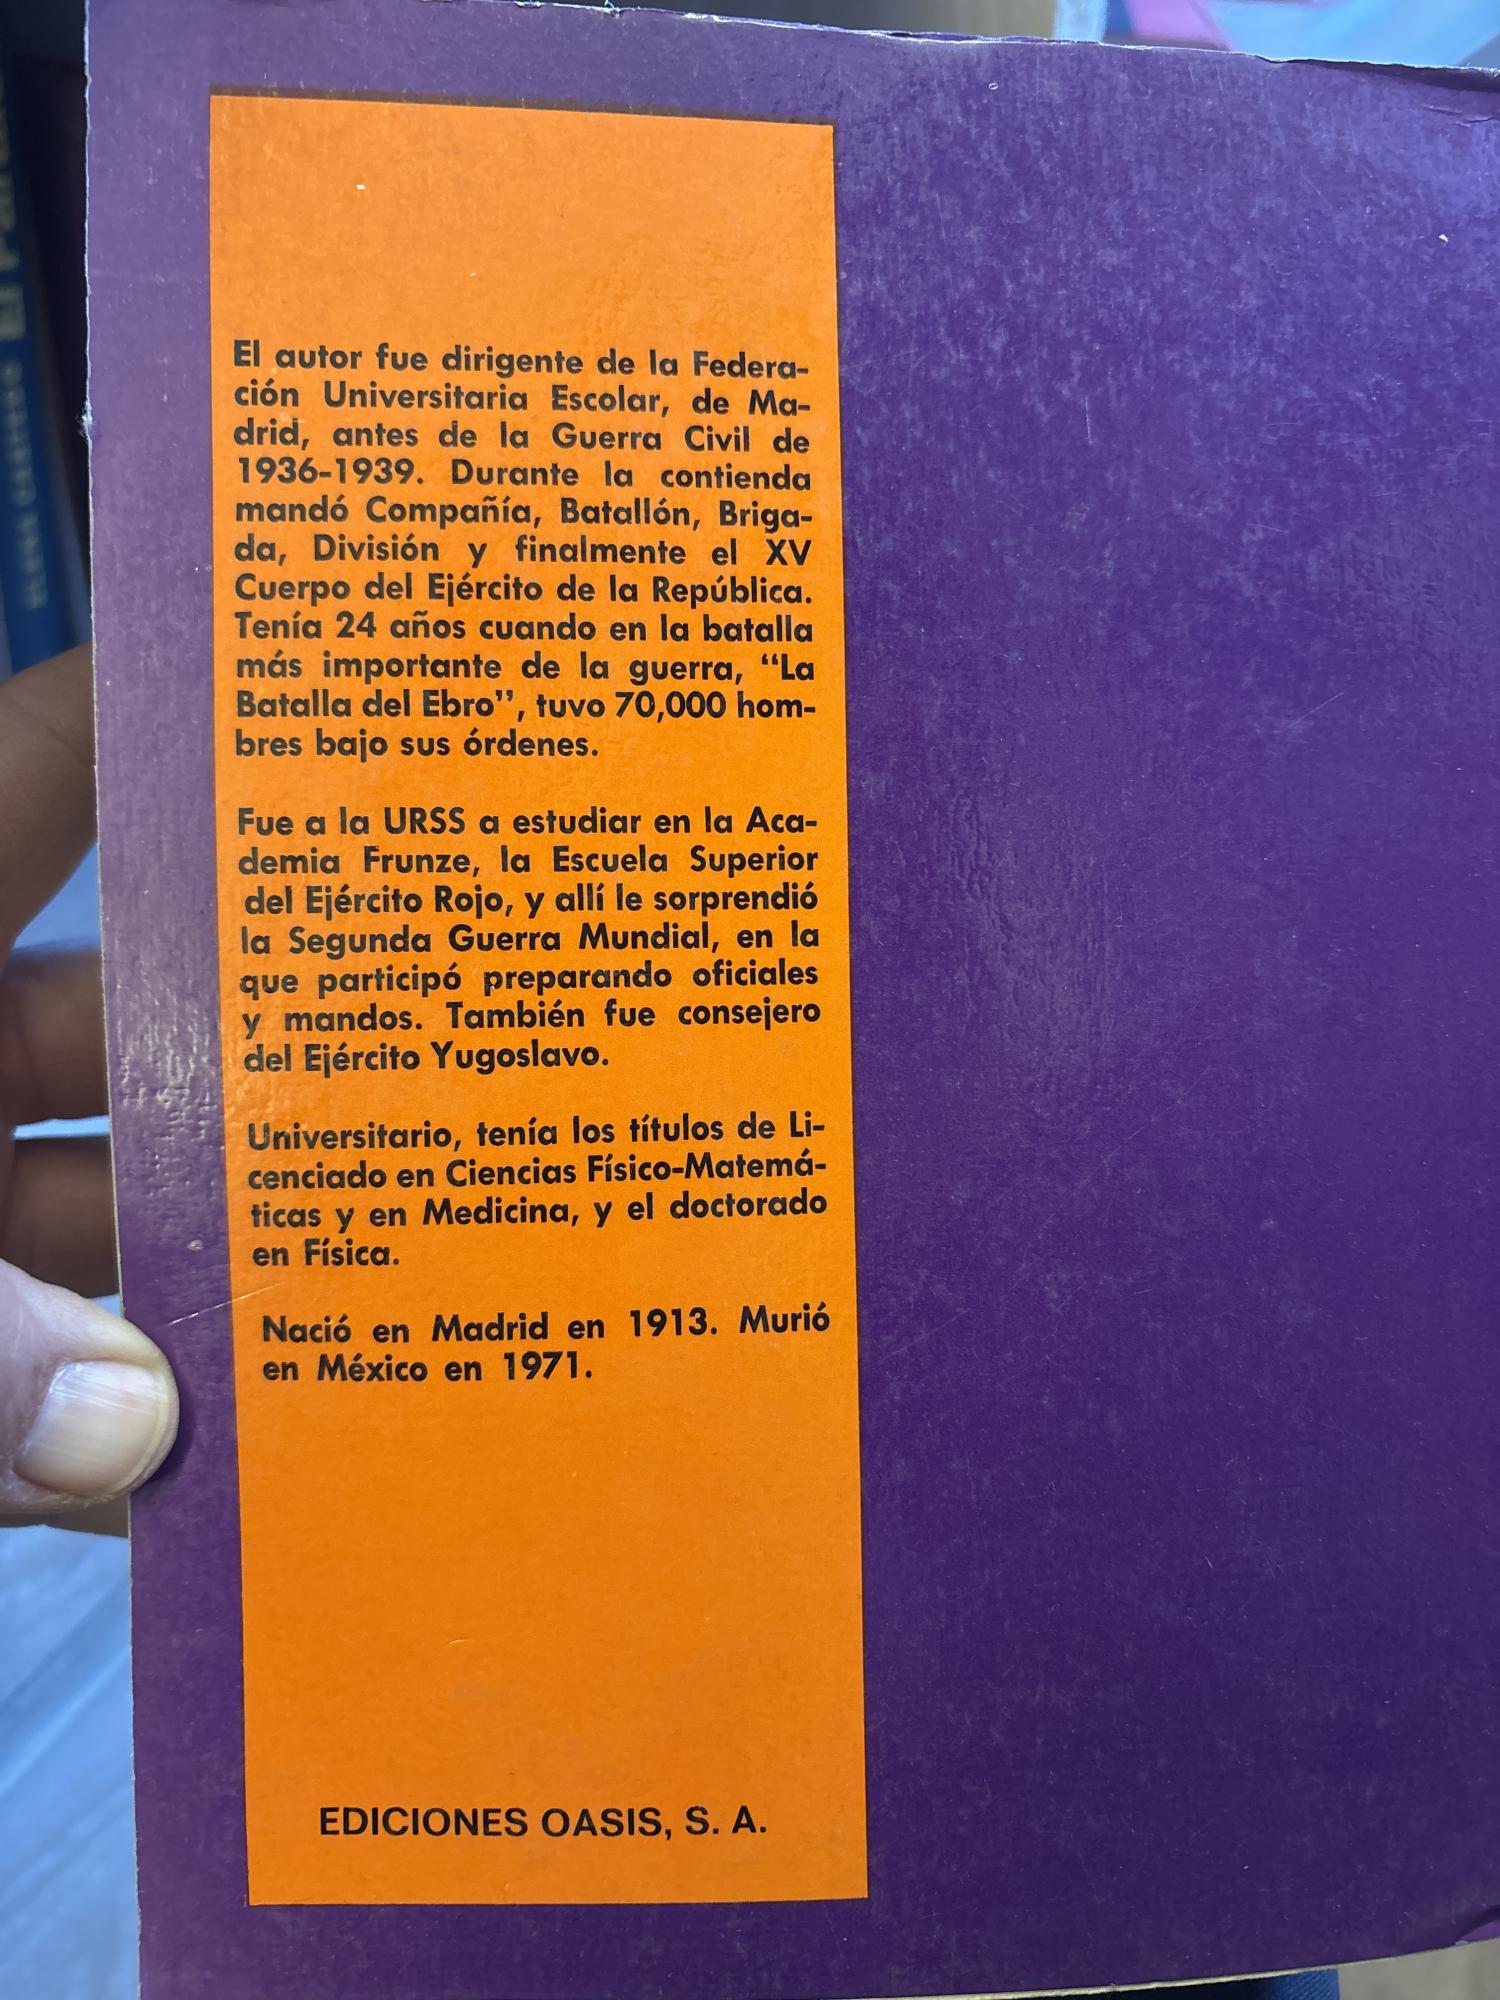 El autor fue dirigente de la Federa-
ción Universitaria Escolar, de Ma-
drid, antes de la Guerra Civil de
1936-1939. Durante la contienda
mandó Compañía, Batallón, Briga-
da, División y finalmente el XV
Cuerpo del Ejército de la República.
Tenía 24 años cuando en la batalla
más importante de la guerra, “La
Batalla del Ebro”, tuvo 70,000 hom-
bres bajo sus órdenes.
Fue a la URSS a estudiar en la Aca-
demia Frunze, la Escuela Superior
del Ejército Rojo, y allí le sorprendió
la Segunda Guerra Mundial, en la
que participó preparando oficiales
y mandos. También fue consejero
del Ejército Yugoslavo.
Universitario, tenía los títulos de Li-
cenciado en Ciencias Físico-Matemá-
ticas y en Medicina, y el doctorado
en Física.
Nació en Madrid en 1913. Murió
en México en 1971.
EDICIONES OASIS, S. A.